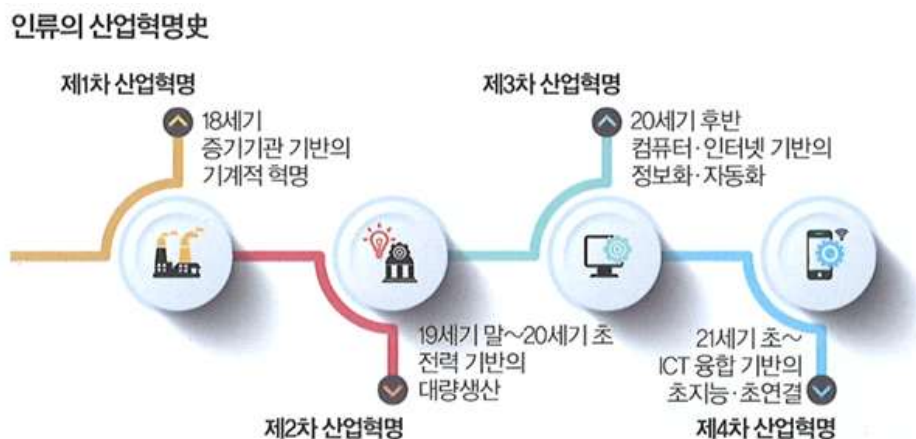 인류의 산업혁명史
제1차 산업혁명
18세기
증기기관 기반의
기계적 혁명
제2차 산업혁명
19세기 말~20세기 초
전력 기반의
대량생산
제3차 산업혁명
20세기 후반
컴퓨터·인터넷 기반의
정보화·자동화
제4차 산업혁명
21세기 초~
ICT 융합 기반의
초지능·초연결